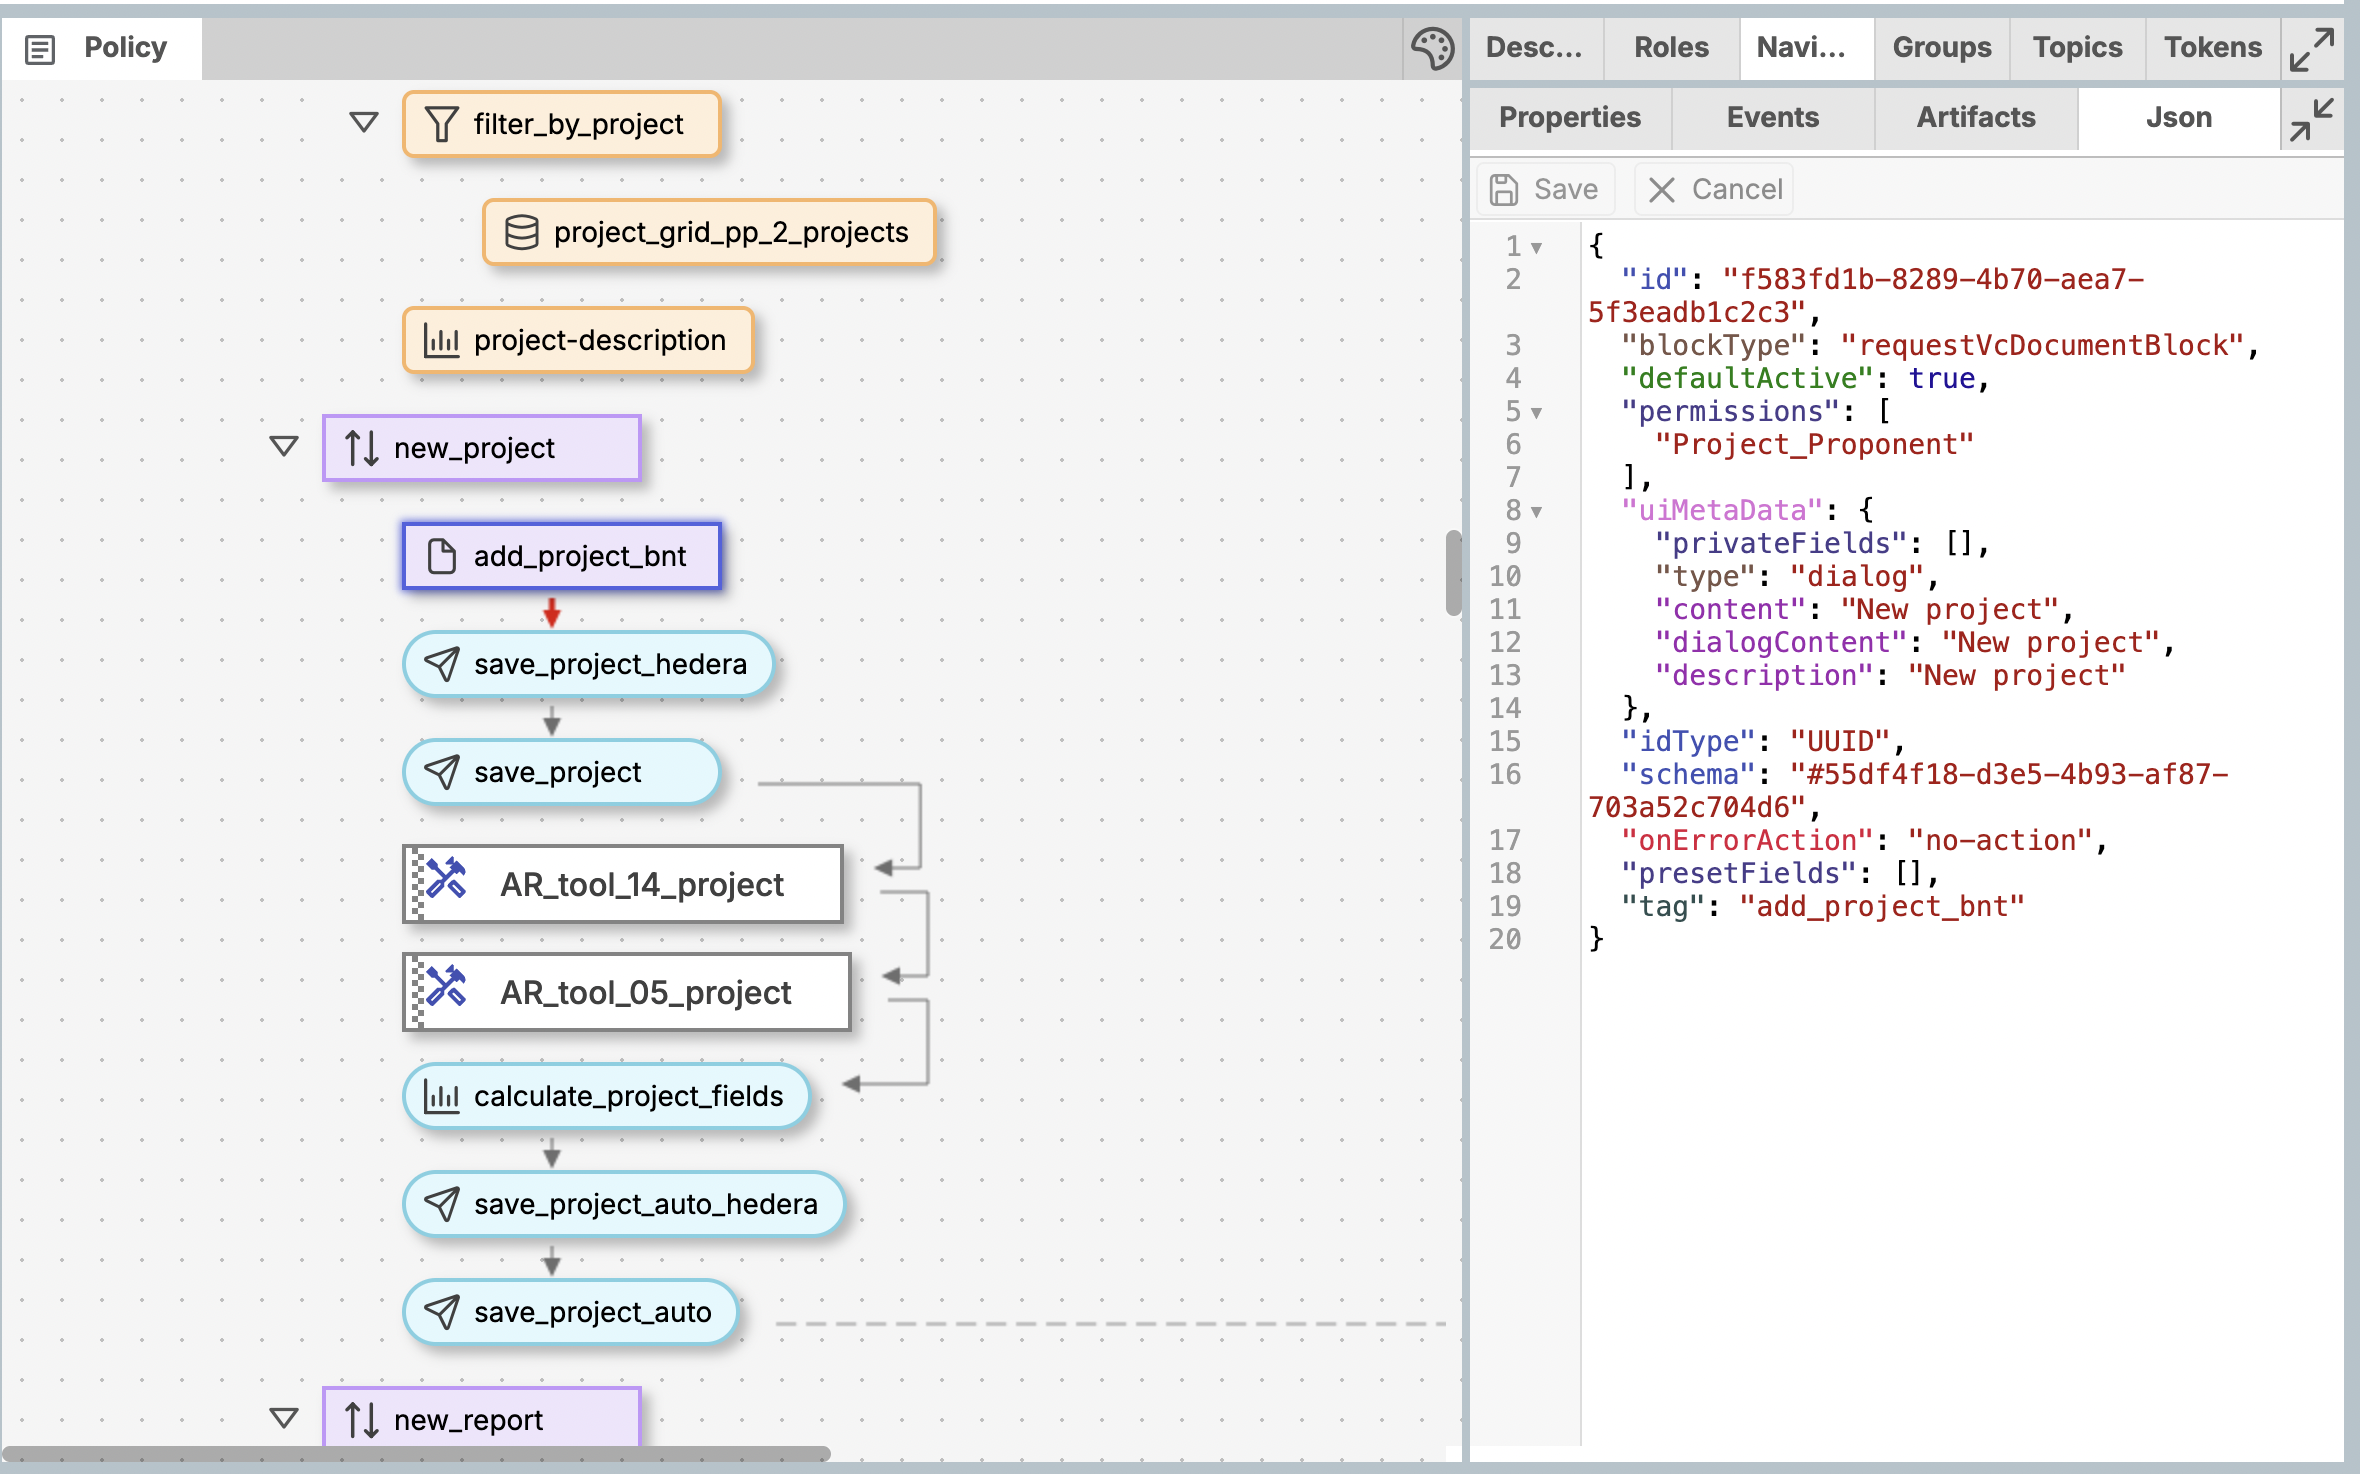 Policy
filter_by_project
project_grid_pp_2_projects
project-description
new_project
add_project_bnt
save_project_hedera
save_project
AR_tool_14_project
AR_tool_05_project
calculate_project_fields
save_project_auto_hedera
save_project_auto
new_report
Desc... Roles Navi... Groups Topics Tokens
Properties Events Artifacts Json
Save Cancel
1 {
2 "id": "f583fd1b-8289-4b70-aea7-
5f3eadb1c2c3",
3 "blockType": "requestVcDocumentBlock",
4 "defaultActive": true,
5 "permissions": [
6 "Project_Proponent"
7 ],
8 "uiMetaData": {
9 "privateFields": [],
10 "type": "dialog",
11 "content": "New project",
12 "dialogContent": "New project",
13 "description": "New project"
14 },
15 "idType": "UUID",
16 "schema": "#55df4f18-d3e5-4b93-af87-
703a52c704d6",
17 "onErrorAction": "no-action",
18 "presetFields": [],
19 "tag": "add_project_bnt"
20 }